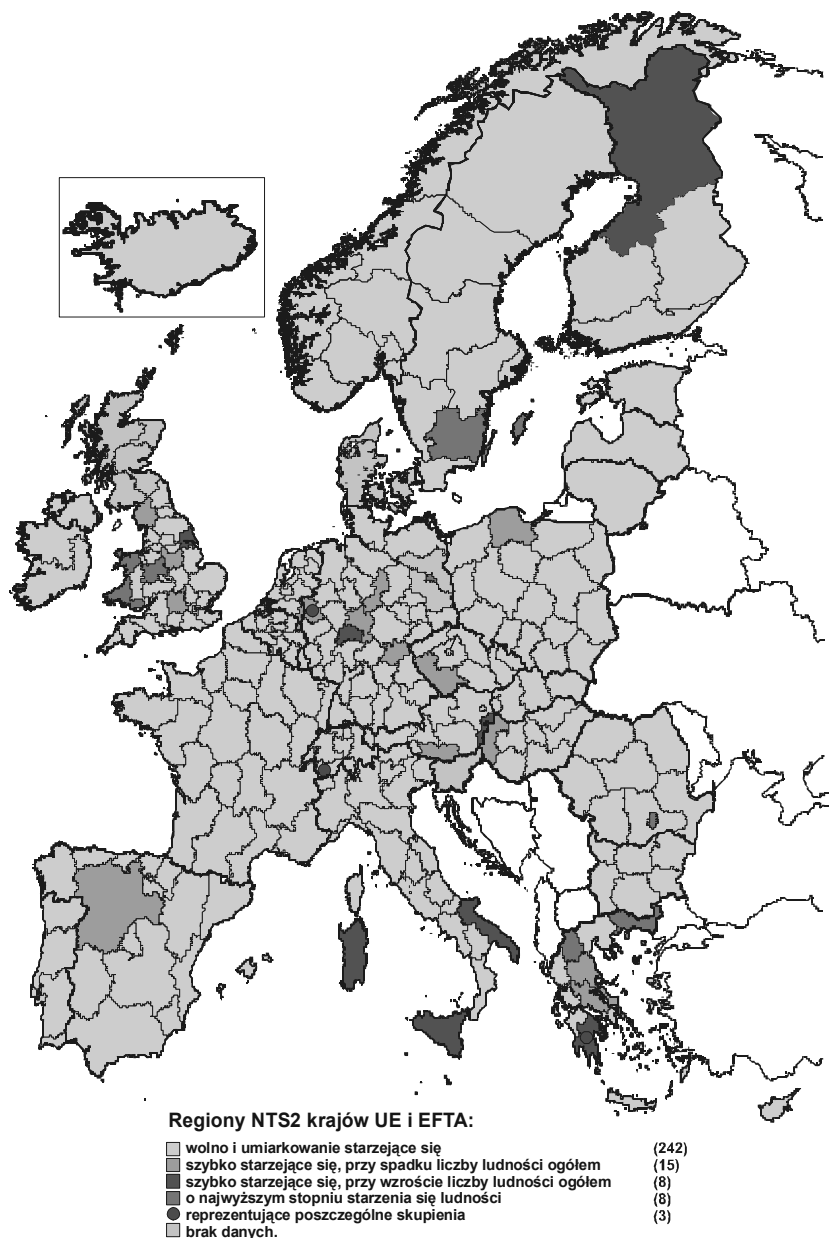 Regiony NTS2 krajów UE i EFTA:
wolno i umiarkowanie starzejące się (242)
szybko starzejące się, przy spadku liczby ludności ogółem (15)
szybko starzejące się, przy wzroście liczby ludności ogółem (8)
o najwyższym stopniu starzenia się ludności (8)
reprezentujące poszczególne skupienia (3)
brak danych.